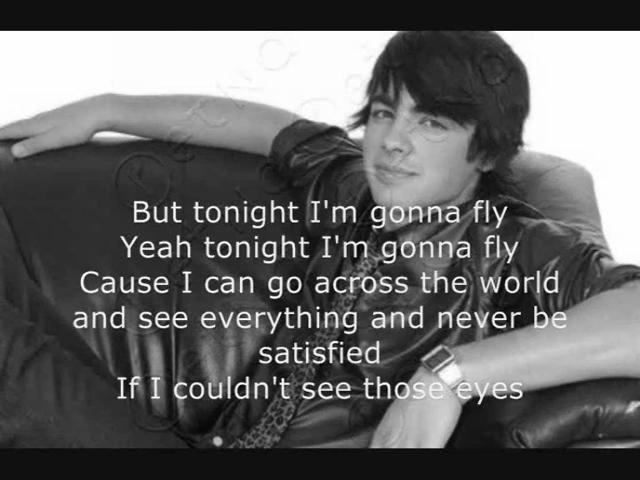 But tonight I'm gonna fly
Yeah tonight I'm gonna fly
Cause I can go across the world
and see everything and never be
satisfied
If I couldn't see those eyes